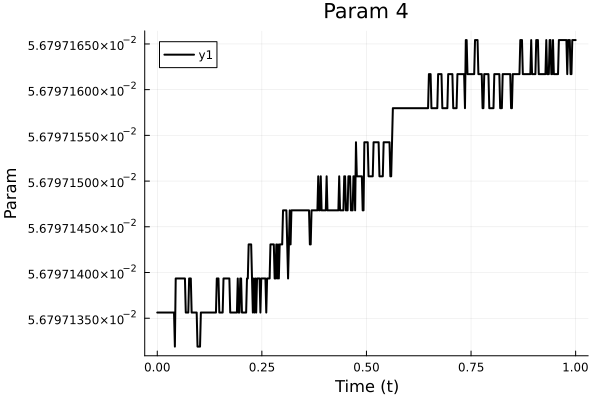 Param 4
y1
5.67971650×10⁻²
5.67971600×10⁻²
5.67971550×10⁻²
5.67971500×10⁻²
5.67971450×10⁻²
5.67971400×10⁻²
5.67971350×10⁻²
Param
0.00 0.25 0.50 0.75 1.00
Time (t)